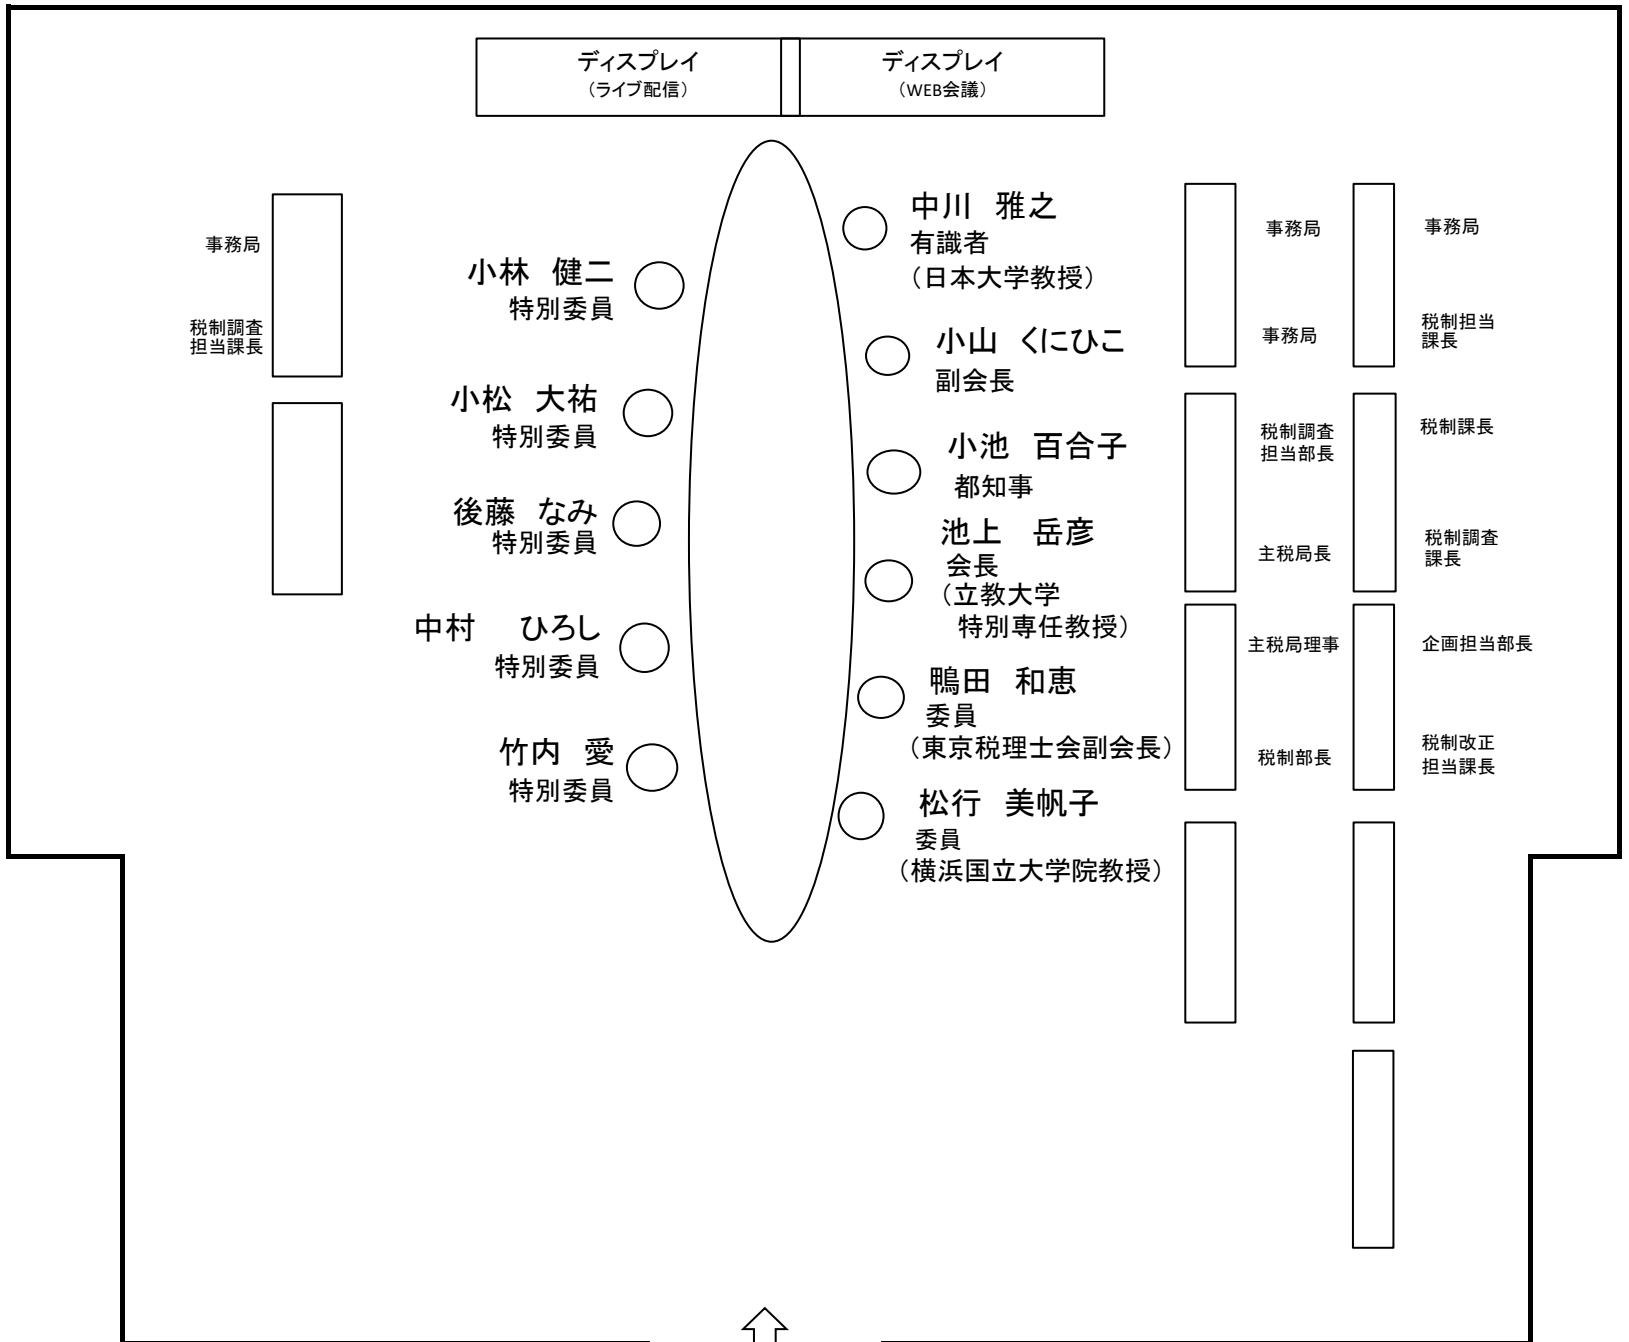 ディスプレイ
（ライブ配信）
ディスプレイ
（WEB会議）
事務局
税制調査
担当課長
小林　健二
特別委員
小松　大祐
特別委員
後藤　なみ
特別委員
中村　ひろし
特別委員
竹内　愛
特別委員
中川　雅之
有識者
（日本大学教授）
小山　くにひこ
副会長
小池　百合子
都知事
池上　岳彦
会長
（立教大学
特別専任教授）
鴨田　和恵
委員
（東京税理士会副会長）
松行　美帆子
委員
（横浜国立大学院教授）
事務局
事務局
税制調査
担当部長
主税局長
主税局理事
税制部長
事務局
税制担当
課長
税制課長
税制調査
課長
企画担当部長
税制改正
担当課長